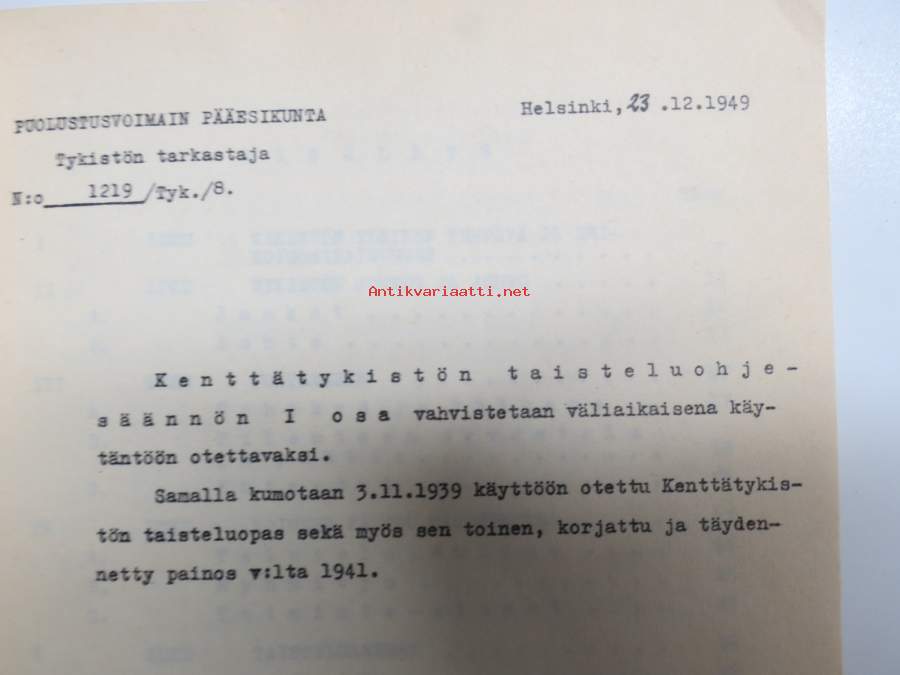 PUOLUSTUSVOIMAIN PÄÄESIKUNTA
Helsinki, 23 .12.1949
Tykistön tarkastaja
N:o 1219 /Tyk./8.
Antikvariaatti.net
Kenttätykistön taisteluohje-
säännön I osa vahvistetaan väliaikaisena käy-
täntöön otettavaksi.
Samalla kumotaan 3.11.1939 käyttöön otettu Kenttätykis-
tön taisteluopas sekä myös sen toinen, korjattu ja täyden-
netty painos v:lta 1941.